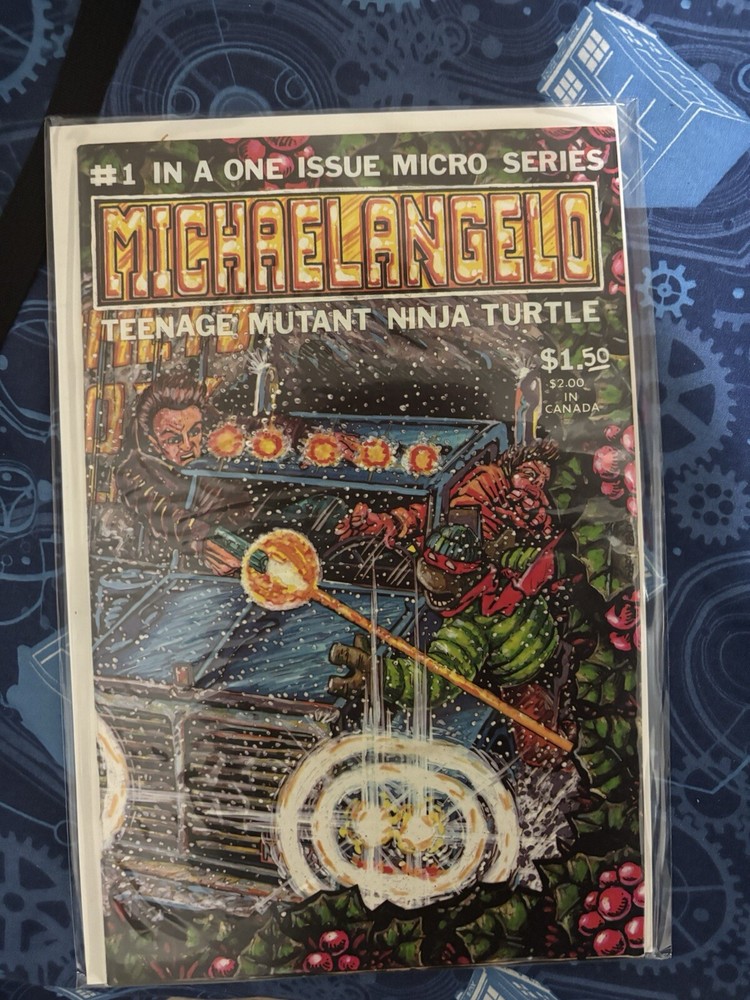 #1 IN A ONE ISSUE MICRO SERIES
MICHAELANGELO
TEENAGE MUTANT NINJA TURTLE
$1.50
$2.00
IN
CANADA